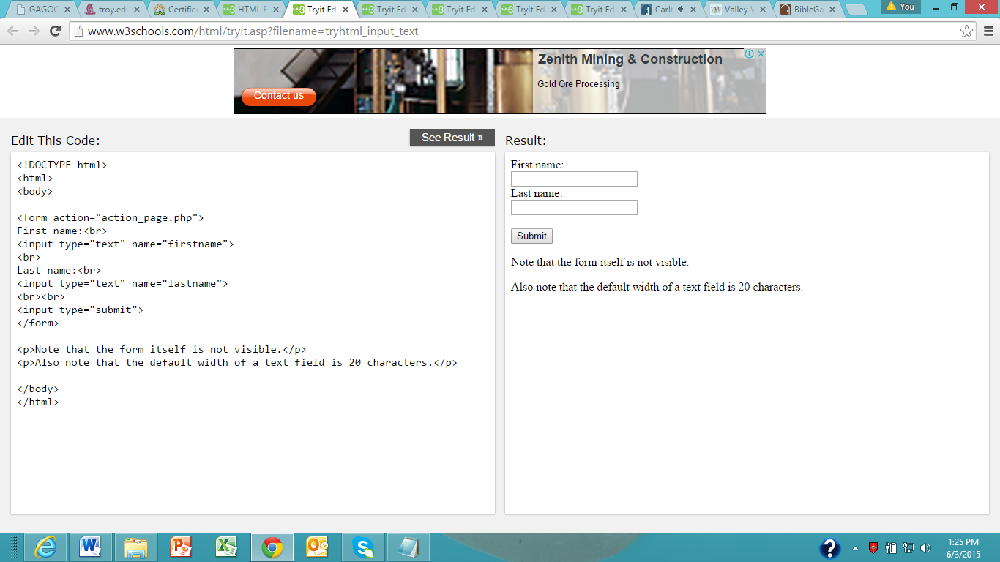 GAGOC
troy.ed
Certifie
HTML E
Tryit Ed
Tryit Ed
Tryit Ed
Tryit Ed
Tryit Ed
Carlt
Valley V
BibleGa
You
www.w3schools.com/html/tryit.asp?filename=tryhtml_input_text
Zenith Mining & Construction
Gold Ore Processing
Contact us
Edit This Code:
See Result »
<!DOCTYPE html>
<html>
<body>
<form action="action_page.php">
First name:<br>
<input type="text" name="firstname">
<br>
Last name:<br>
<input type="text" name="lastname">
<br><br>
<input type="submit">
</form>
<p>Note that the form itself is not visible.</p>
<p>Also note that the default width of a text field is 20 characters.</p>
</body>
</html>
Result:
First name:
Last name:
Submit
Note that the form itself is not visible.
Also note that the default width of a text field is 20 characters.
1:25 PM
6/3/2015